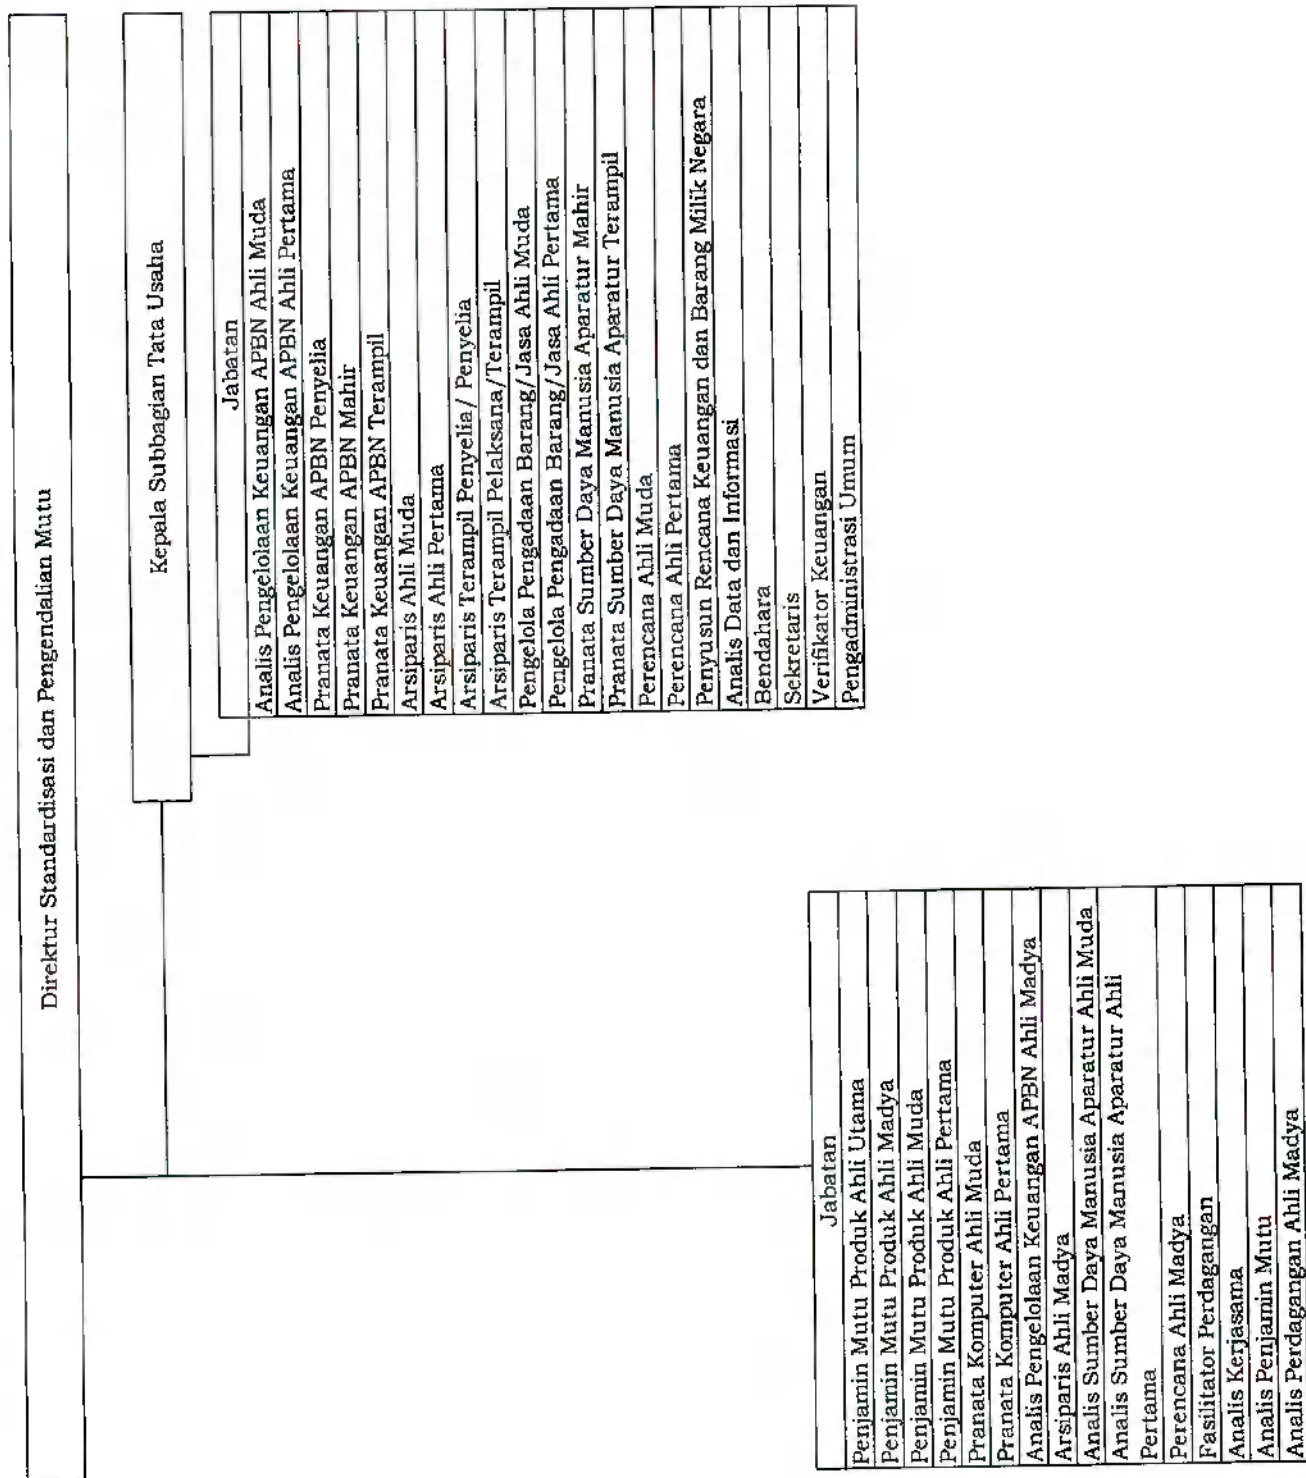 Direktur Standardisasi dan Pengendalian Mutu
Kepala Subbagian Tata Usaha
Jabatan
Analis Pengelolaan Keuangan APBN Ahli Muda
Analis Pengelolaan Keuangan APBN Ahli Pertama
Pranata Keuangan APBN Penyelia
Pranata Keuangan APBN Mahir
Pranata Keuangan APBN Terampil
Arsiparis Ahli Muda
Arsiparis Ahli Pertama
Arsiparis Terampil Penyelia/ Penyelia
Arsiparis Terampil Pelaksana/Terampil
Pengelola Pengadaan Barang/Jasa Ahli Muda
Pengelola Pengadaan Barang/Jasa Ahli Pertama
Pranata Sumber Daya Manusia Aparatur Mahir
Pranata Sumber Daya Manusia Aparatur Terampil
Perencana Ahli Muda
Perencana Ahli Pertama
Penyusun Rencana Keuangan dan Barang Milik Negara
Analis Data dan Informasi
Bendahara
Sekretaris
Verifikator Keuangan
Pengadministrasi Umum
Jabatan
Penjamin Mutu Produk Ahli Utama
Penjamin Mutu Produk Ahli Madya
Penjamin Mutu Produk Ahli Muda
Penjamin Mutu Produk Ahli Pertama
Pranata Komputer Ahli Muda
Pranata Komputer Ahli Pertama
Analis Pengelolaan Keuangan APBN Ahli Madya
Arsiparis Ahli Madya
Analis Sumber Daya Manusia Aparatur Ahli Muda
Analis Sumber Daya Manusia Aparatur Ahli
Pertama
Perencana Ahli Madya
Fasilitator Perdagangan
Analis Kerjasama
Analis Penjamin Mutu
Analis Perdagangan Ahli Madya